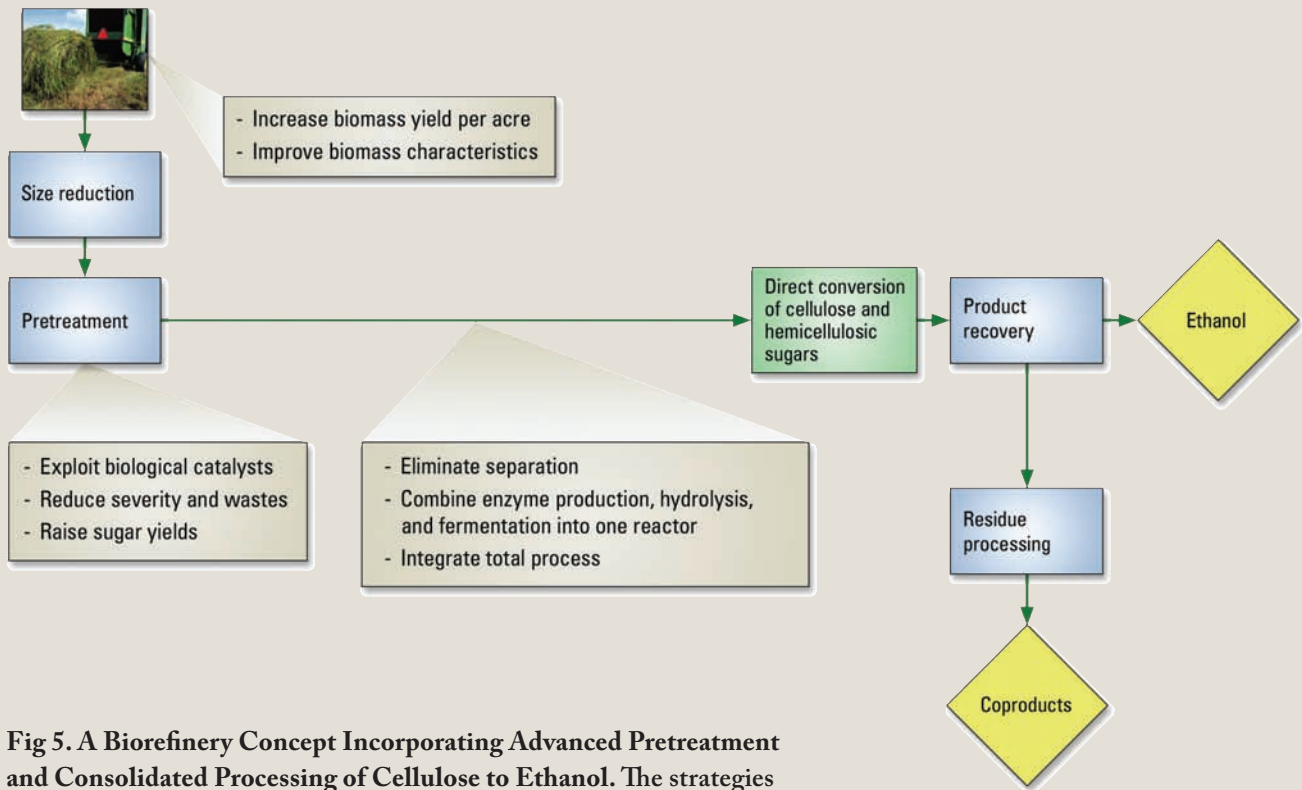 - Increase biomass yield per acre
- Improve biomass characteristics
Size reduction
Pretreatment
Direct conversion
of cellulose and
hemicellulosic
sugars
Product
recovery
Ethanol
- Exploit biological catalysts
- Reduce severity and wastes
- Raise sugar yields
- Eliminate separation
- Combine enzyme production, hydrolysis,
and fermentation into one reactor
- Integrate total process
Residue
processing
Coproducts
Fig 5. A Biorefinery Concept Incorporating Advanced Pretreatment
and Consolidated Processing of Cellulose to Ethanol. The strategies